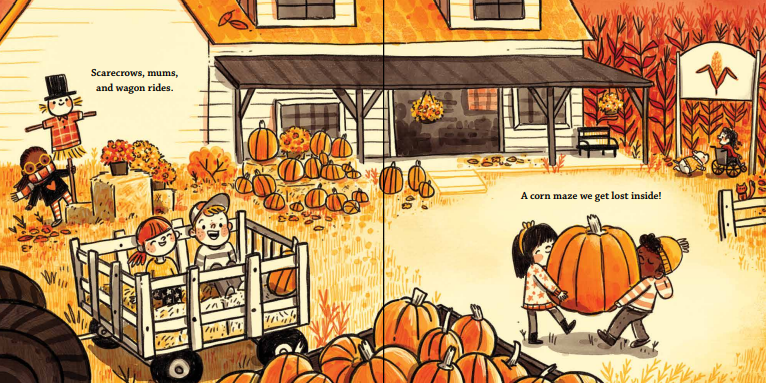 Scarecrows, mums,
and wagon rides.
A corn maze we get lost inside!